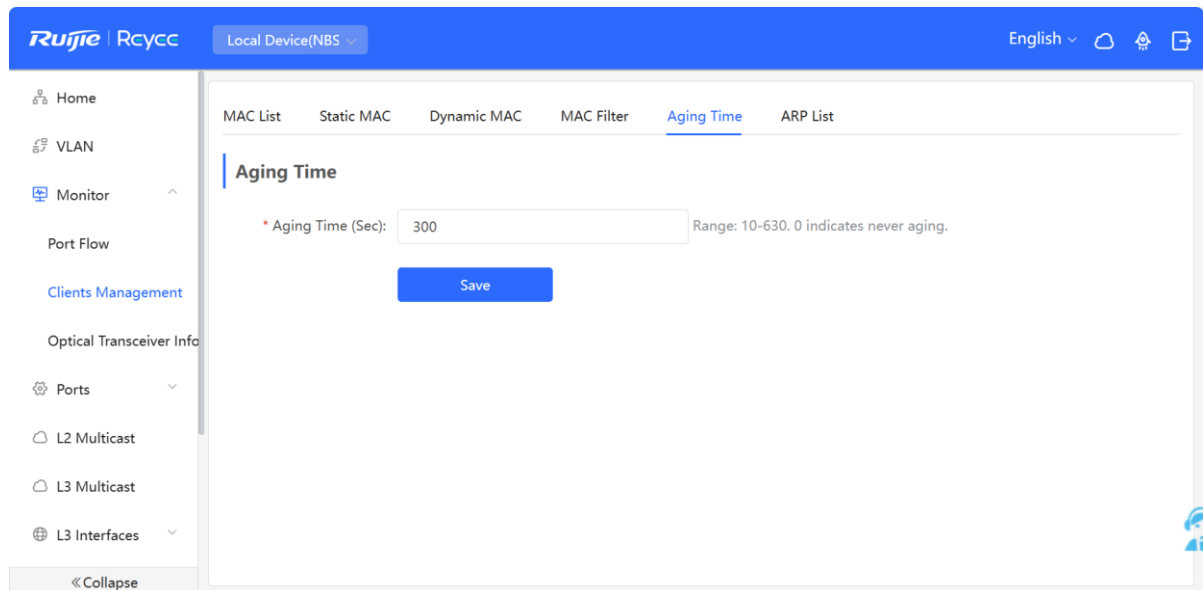 Ruijie | Reyee
Local Device(NBS
English
Home
VLAN
Monitor
Port Flow
Clients Management
Optical Transceiver Info
Ports
L2 Multicast
L3 Multicast
L3 Interfaces
«Collapse
MAC List Static MAC Dynamic MAC MAC Filter Aging Time ARP List
Aging Time
* Aging Time (Sec): 300 Range: 10-630. 0 indicates never aging.
Save